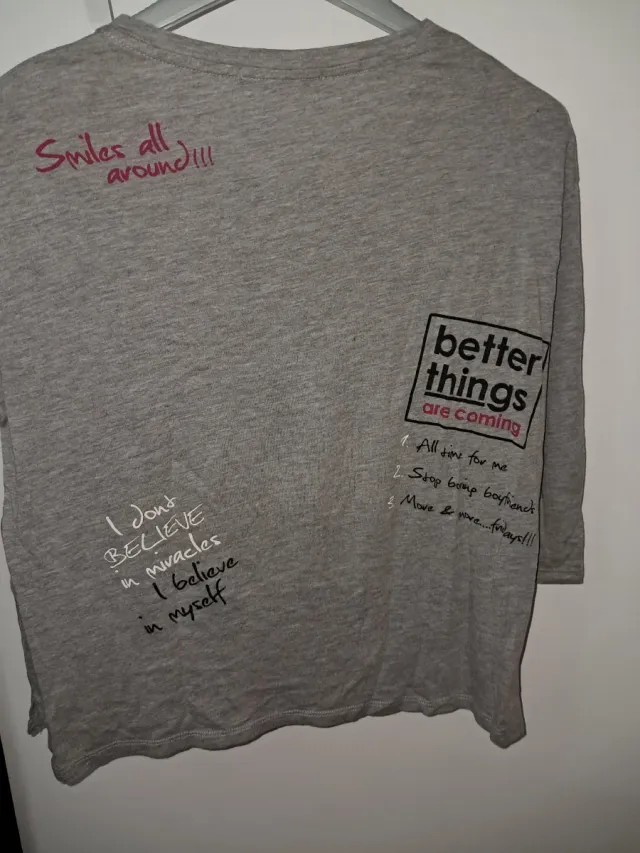 Smiles all
around!!!
better
things
are coming
1. All time for me
2. Stop boing boyfriends
3. More & more....fridays!!!
I dont
BELIEVE
in miracles
I believe
in myself